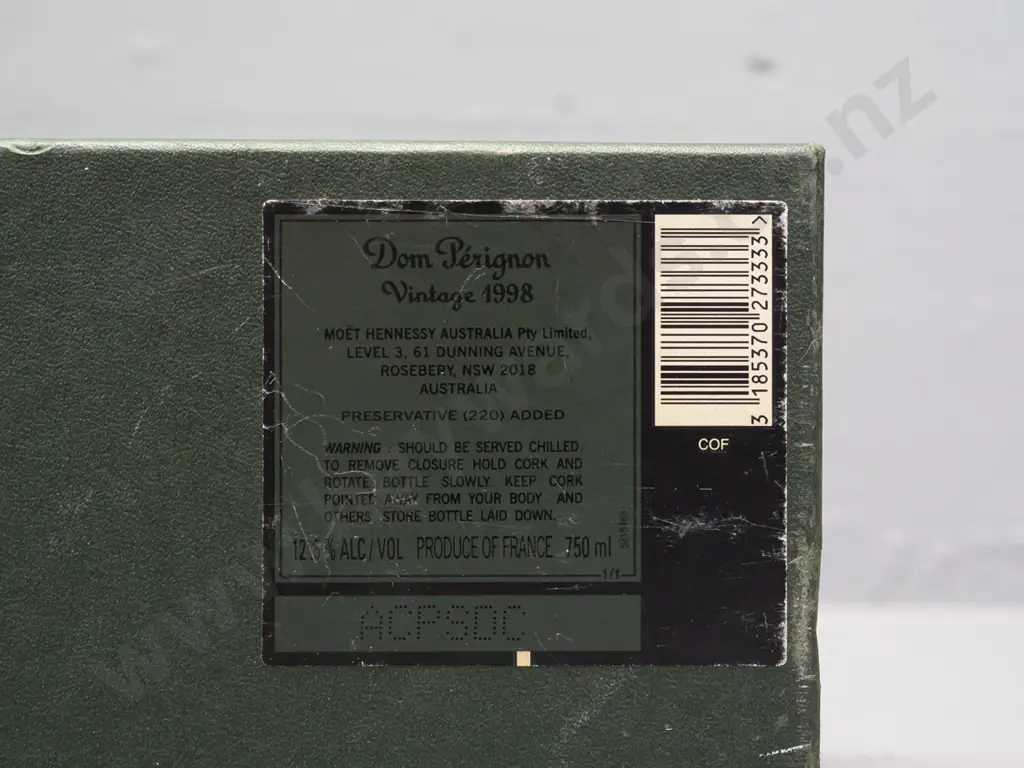 Dom Pérignon
Vintage 1998
MOËT HENNESSY AUSTRALIA Pty Limited,
LEVEL 3, 61 DUNNING AVENUE,
ROSEBERY, NSW 2018
AUSTRALIA
PRESERVATIVE (220) ADDED
WARNING : SHOULD BE SERVED CHILLED,
TO REMOVE CLOSURE HOLD CORK AND
ROTATE BOTTLE SLOWLY. KEEP CORK
POINTED AWAY FROM YOUR BODY AND
OTHERS. STORE BOTTLE LAID DOWN.
12.5 % ALC/VOL PRODUCE OF FRANCE 750 ml
1/1
ACPSDC
3 185370 273333 >
COF